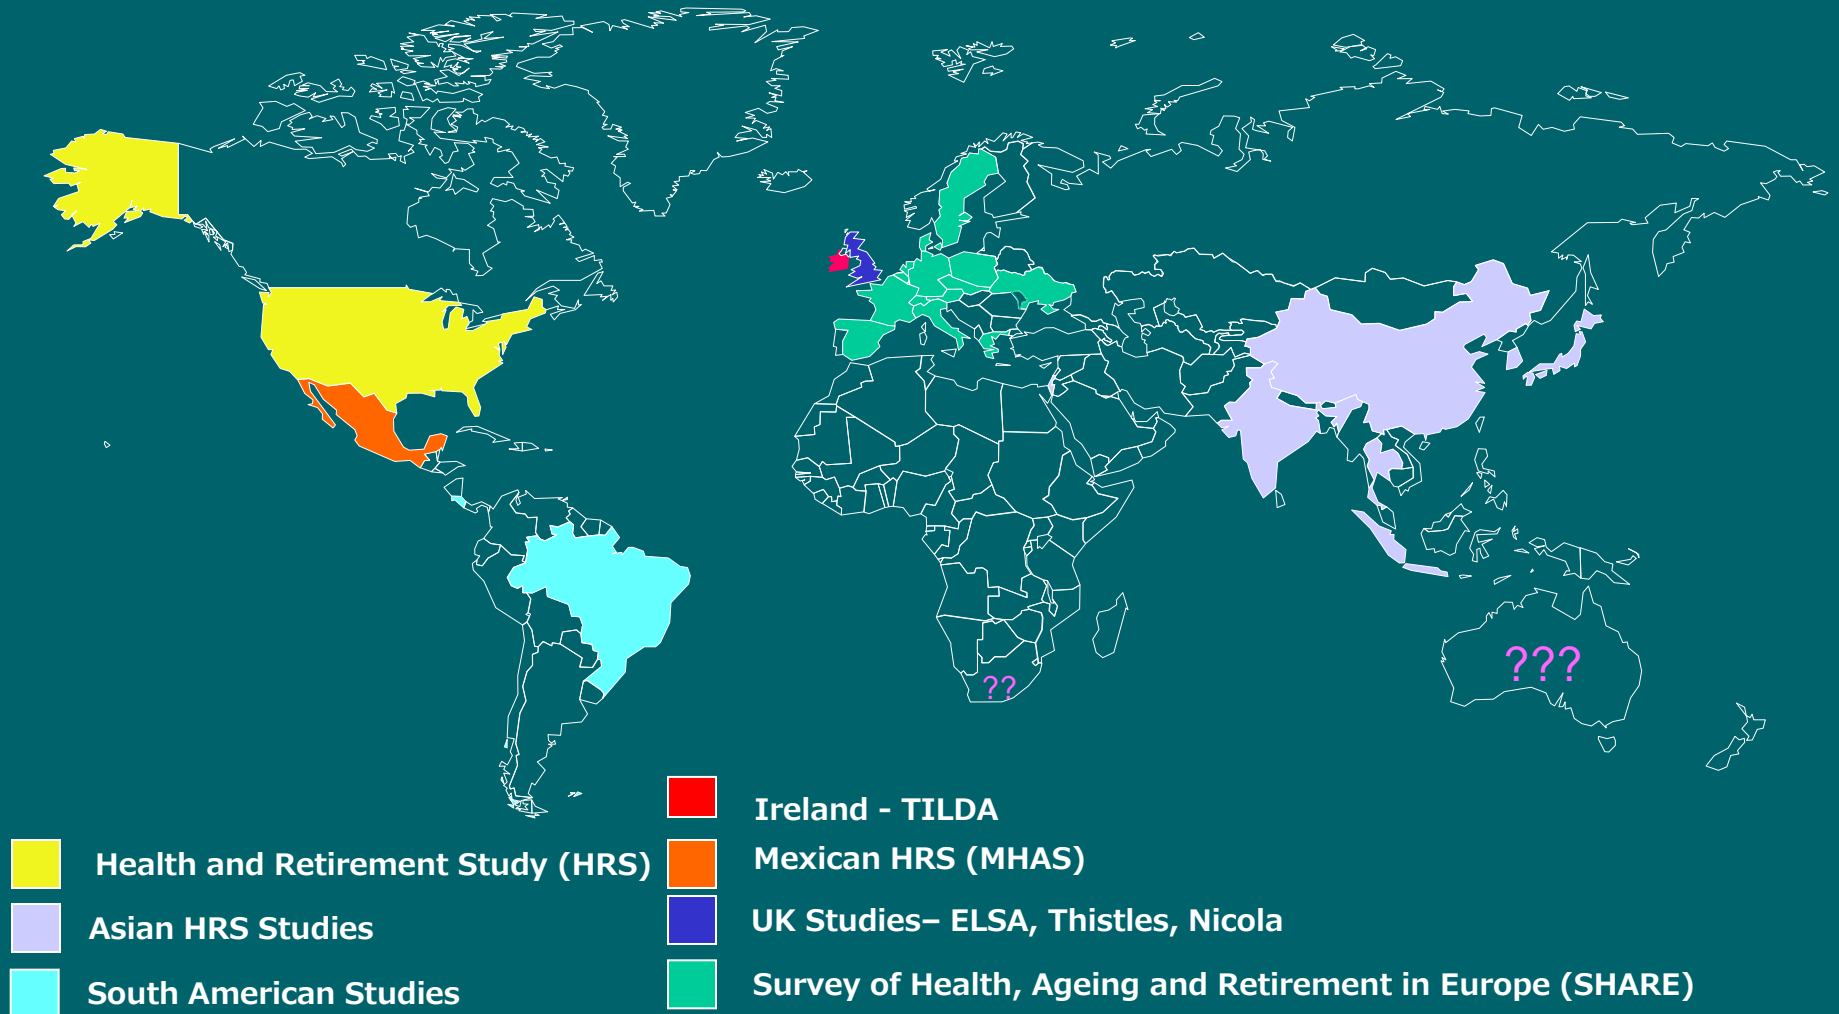 ???
??
Ireland - TILDA
Health and Retirement Study (HRS)
Mexican HRS (MHAS)
Asian HRS Studies
UK Studies– ELSA, Thistles, Nicola
South American Studies
Survey of Health, Ageing and Retirement in Europe (SHARE)